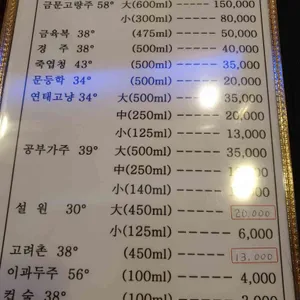 금문고량주 58° 大(600ml) ------ 150,000
小(300ml) ------ 80,000
금육복 38° (475ml) ------ 50,000
경 주 38° (500ml) ------ 40,000
죽엽청 43° (500ml) ------ 35,000
문등학 34° (500ml) ------ 20,000
연태고냥 34° 大(500ml) ------ 35,000
中(250ml) ------ 20,000
小(125ml) ------ 13,000
공부가주 39° 大(500ml) ------ 35,000
中(250ml)
小(140ml)
설 원 30° 大(450ml) ------ 20,000
小(125ml) ------ 6,000
고려촌 38° (450ml) ------ 13,000
이과두주 56° (100ml) ------ 4,000
컵술 38° (100ml)